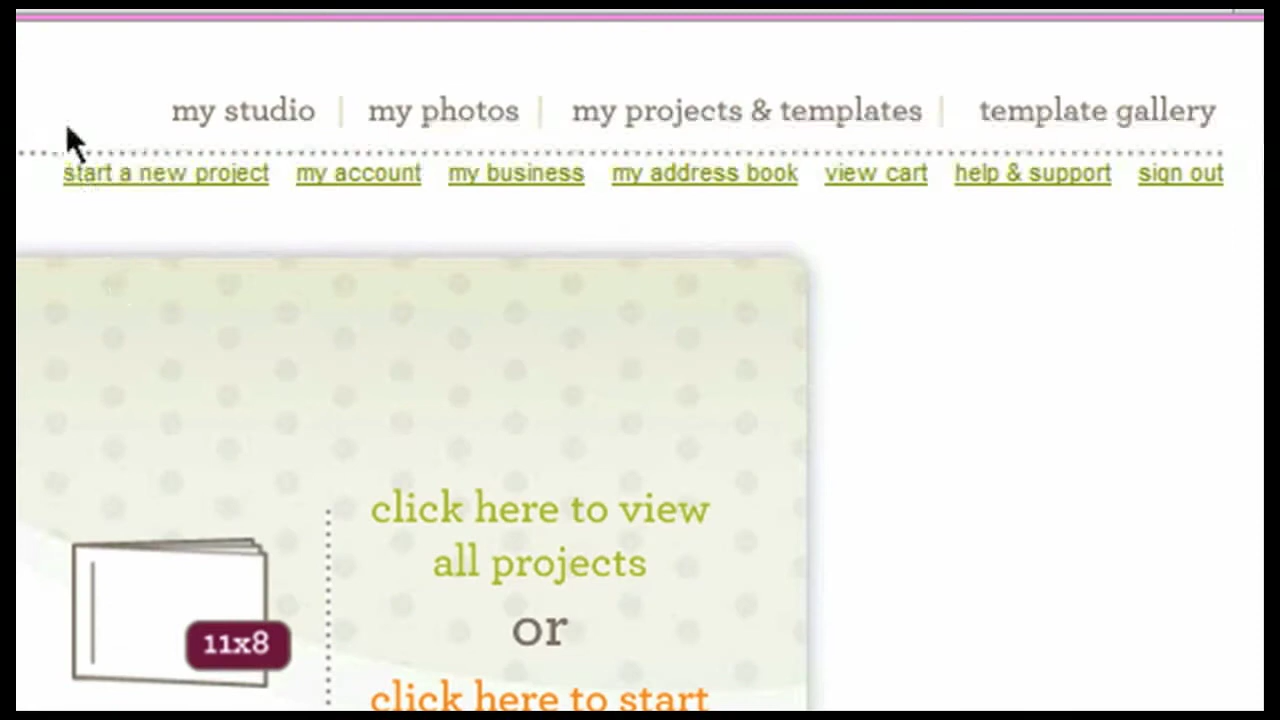 my studio my photos my projects & templates template gallery
start a new project my account my business my address book view cart help & support sign out
click here to view
all projects
or
11x8
click here to start